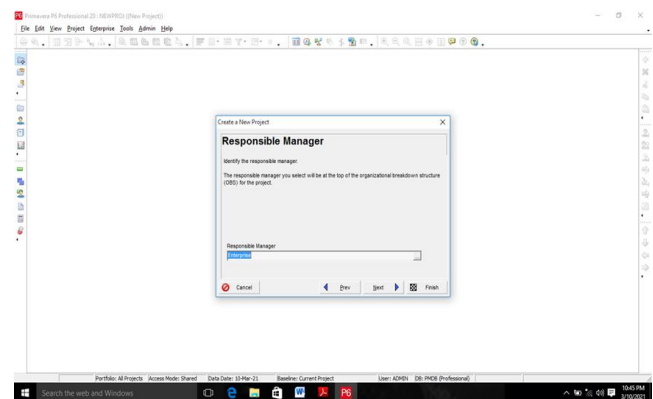 P6 Primavera P6 Professional 20 : NEWPROJ (New Project)
File Edit View Project Enterprise Tools Admin Help
Create a New Project
Responsible Manager
Identify the responsible manager.
The responsible manager you select will be at the top of the organizational breakdown structure
(OBS) for the project.
Responsible Manager
Enterprise
...
Cancel Prev Next Finish
Portfolio: All Projects Access Mode: Shared Data Date: 10-Mar-21 Baseline: Current Project User: ADMIN DB: PMDB (Professional)
Search the web and Windows
P6
10:45 PM
3/10/2021